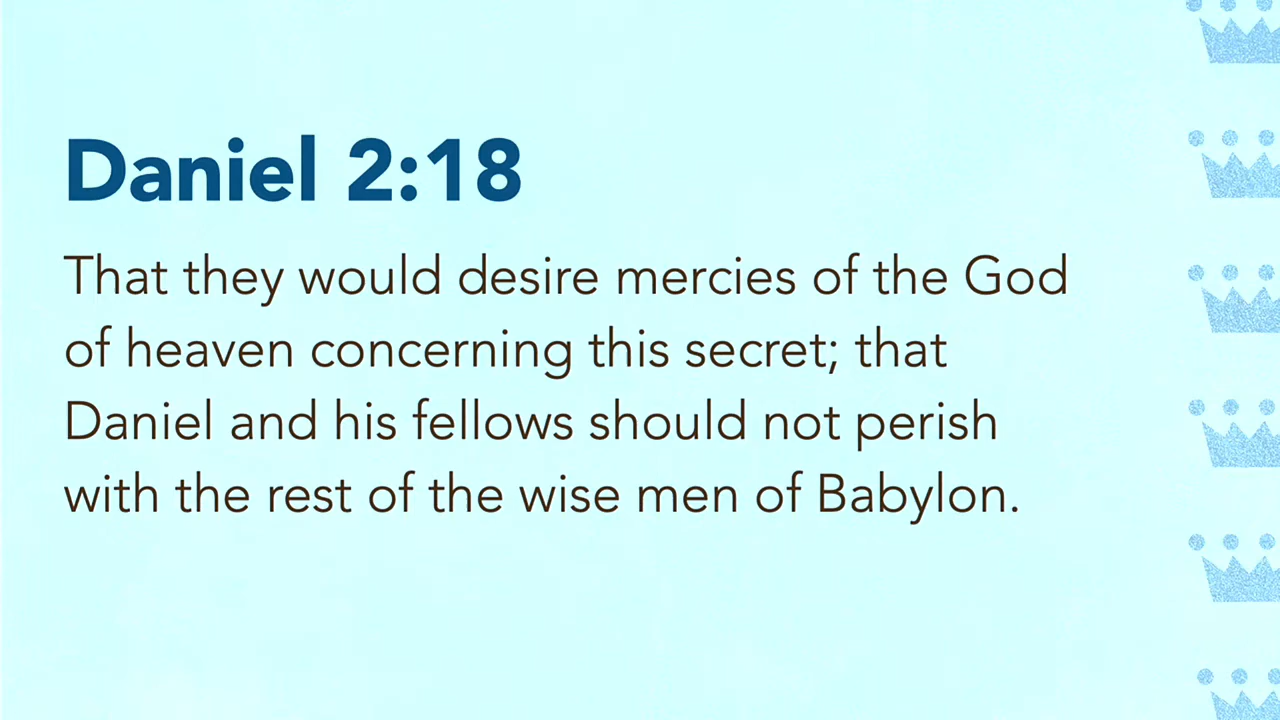 Daniel 2:18
That they would desire mercies of the God
of heaven concerning this secret; that
Daniel and his fellows should not perish
with the rest of the wise men of Babylon.